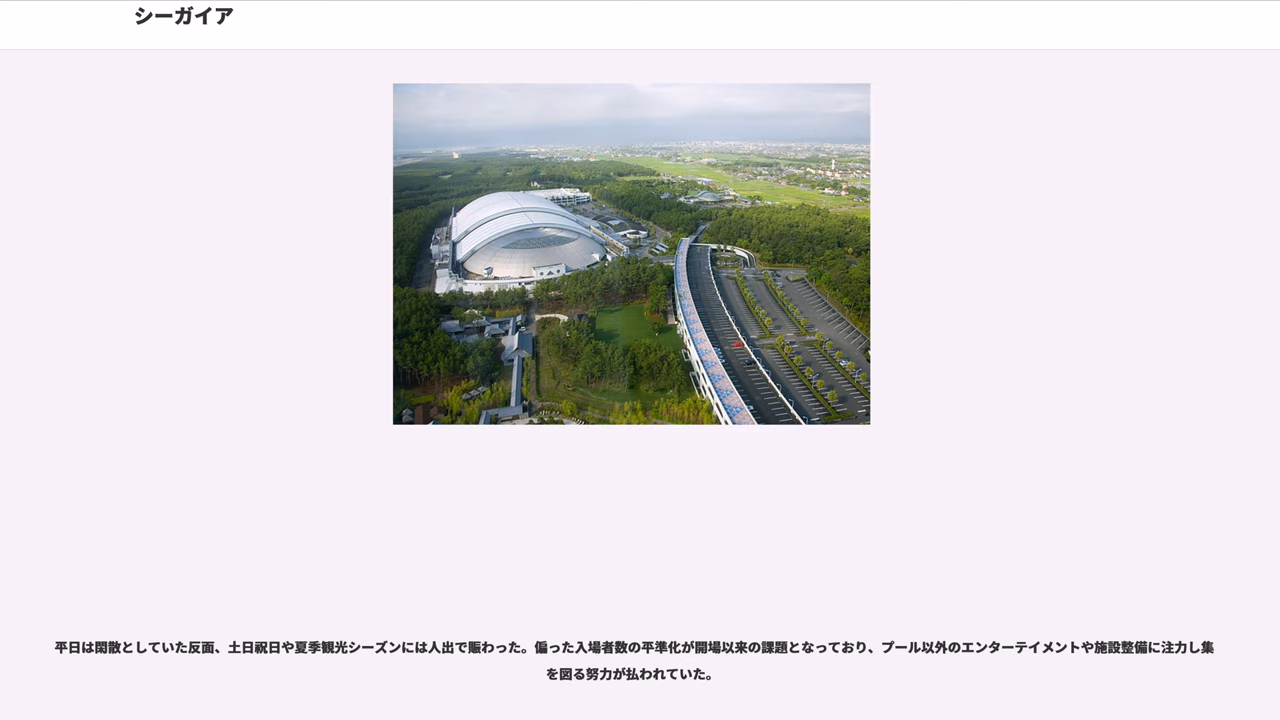 シーガイア
平日は閑散としていた反面、土日祝日や夏季観光シーズンには人出で賑わった。偏った入場者数の平準化が開場以来の課題となっており、プール以外のエンターテイメントや施設整備に注力し集
を図る努力が払われていた。